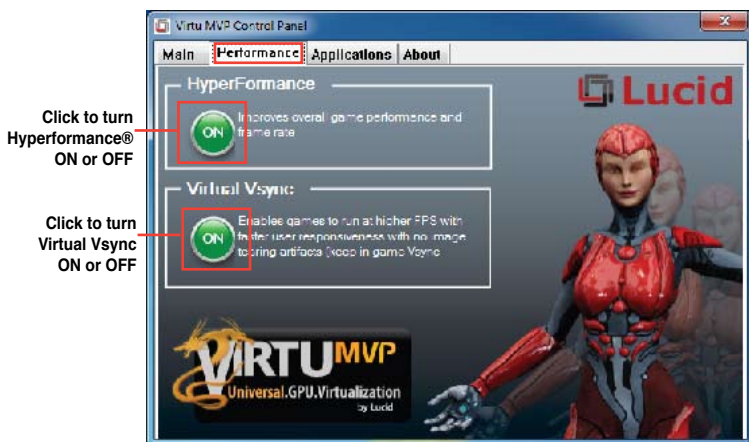 Virtu MVP Control Panel
Main Performance Applications About
HyperFormance
ON
Improves overall game performance and
frame rate
Lucid
Click to turn
Hyperformance®
ON or OFF
Virtual Vsync
ON
Enables games to run at higher FPS with
faster user responsiveness with no image
tearing artifacts (keep in game Vsync
Click to turn
Virtual Vsync
ON or OFF
VIRTU MVP
Universal.GPU.Virtualization
by Lucid